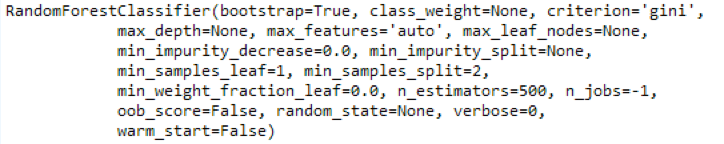 RandomForestClassifier(bootstrap=True, class_weight=None, criterion='gini',
max_depth=None, max_features='auto', max_leaf_nodes=None,
min_impurity_decrease=0.0, min_impurity_split=None,
min_samples_leaf=1, min_samples_split=2,
min_weight_fraction_leaf=0.0, n_estimators=500, n_jobs=-1,
oob_score=False, random_state=None, verbose=0,
warm_start=False)